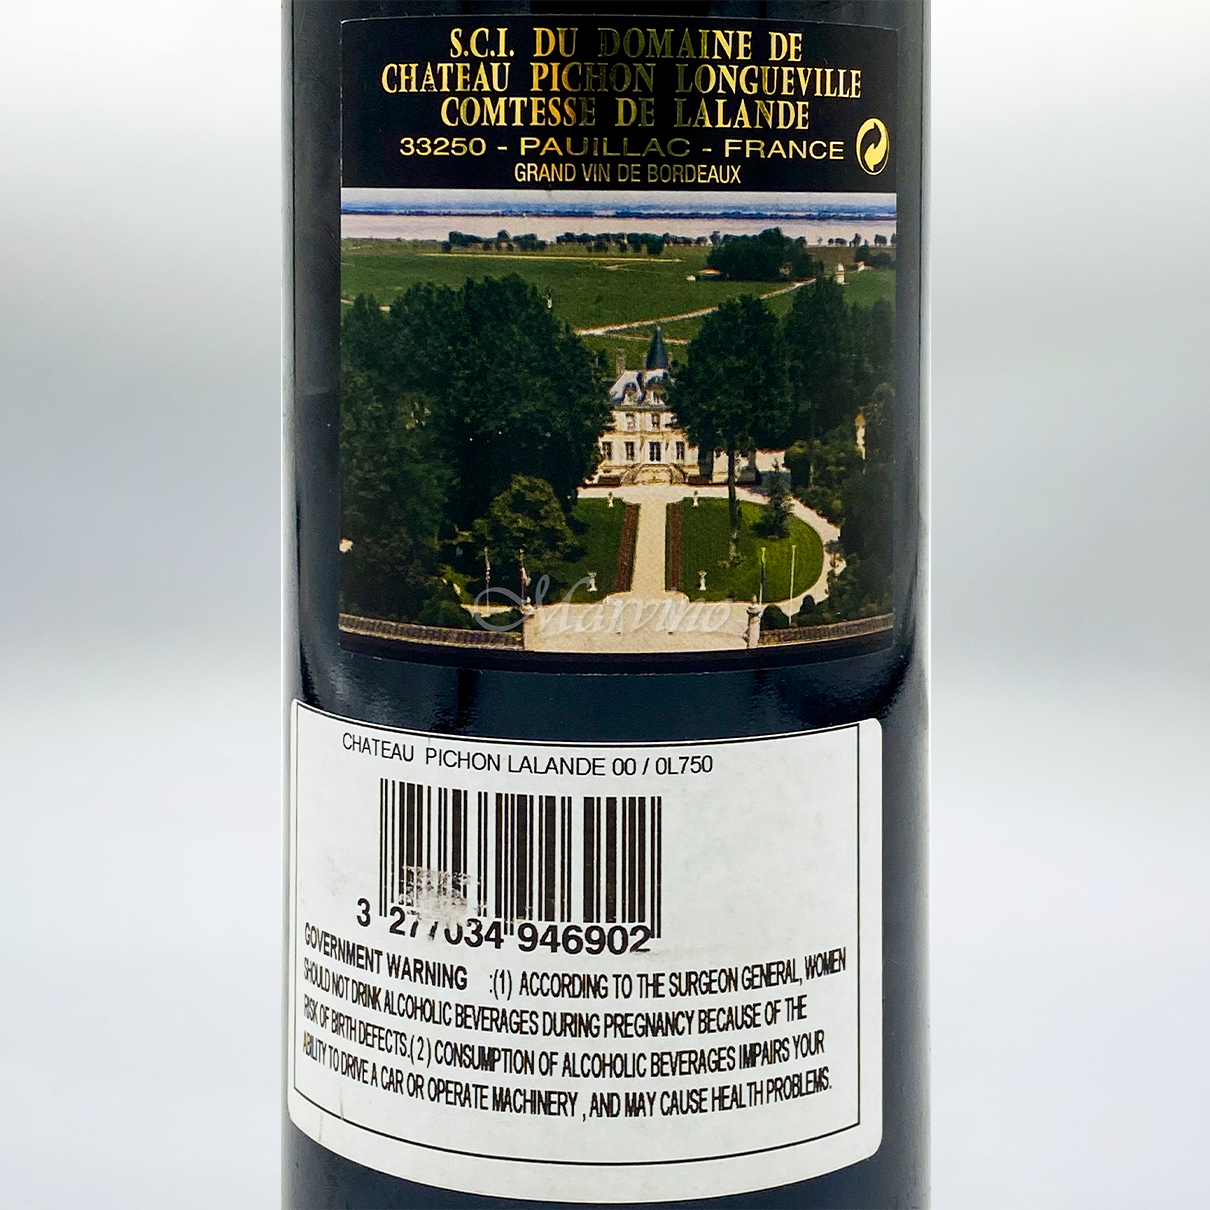 S.C.I. DU DOMAINE DE
CHÂTEAU PICHON LONGUEVILLE
COMTESSE DE LALANDE
33250 - PAUILLAC - FRANCE
GRAND VIN DE BORDEAUX
Marvino
CHATEAU PICHON LALANDE 00 / 0L750
3 277034 946902
GOVERNMENT WARNING :(1) ACCORDING TO THE SURGEON GENERAL, WOMEN
SHOULD NOT DRINK ALCOHOLIC BEVERAGES DURING PREGNANCY BECAUSE OF THE
RISK OF BIRTH DEFECTS.(2) CONSUMPTION OF ALCOHOLIC BEVERAGES IMPAIRS YOUR
ABILITY TO DRIVE A CAR OR OPERATE MACHINERY , AND MAY CAUSE HEALTH PROBLEMS.